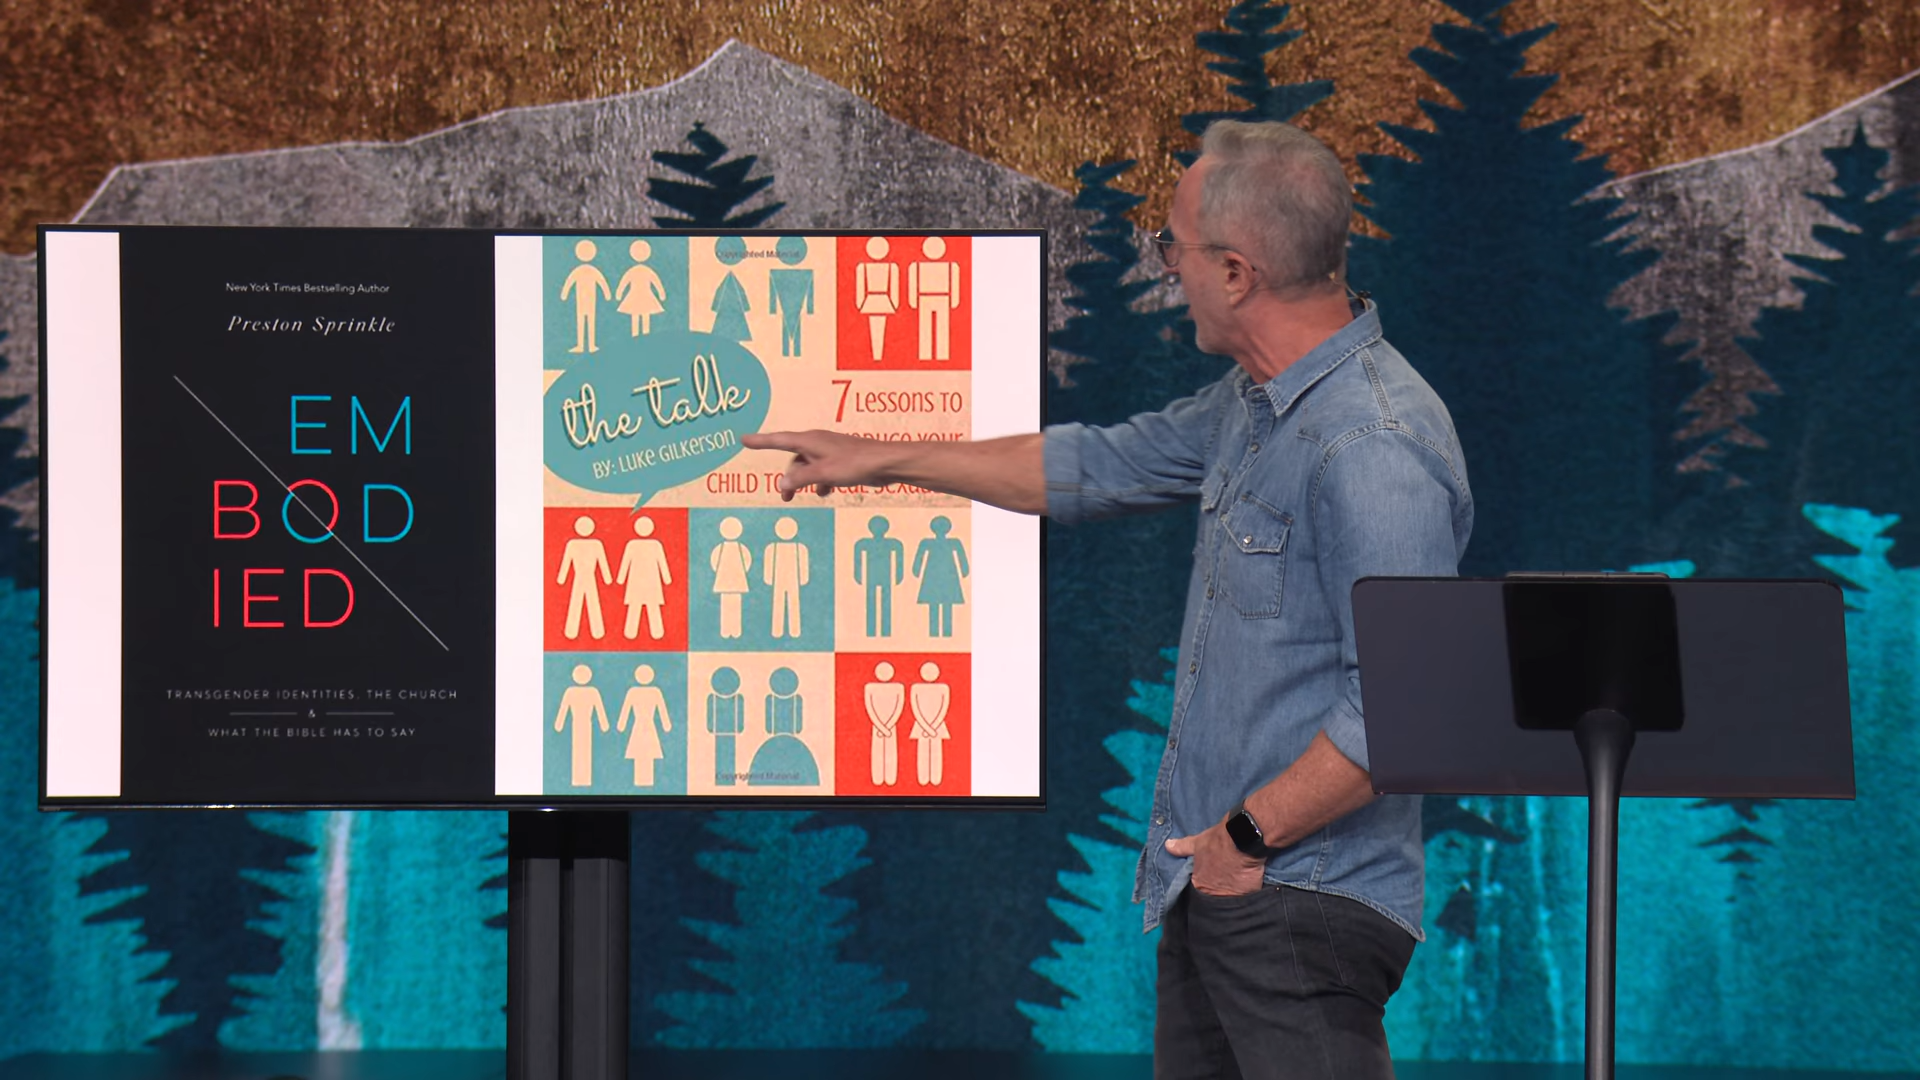 New York Times Bestselling Author
Preston Sprinkle
EM
BOD
IED
TRANSGENDER IDENTITIES, THE CHURCH
&
WHAT THE BIBLE HAS TO SAY
Copyrighted Material
the talk
BY: LUKE GILKERSON
7 LESSONS TO
YOUR
CHILD TO
Copyrighted Material